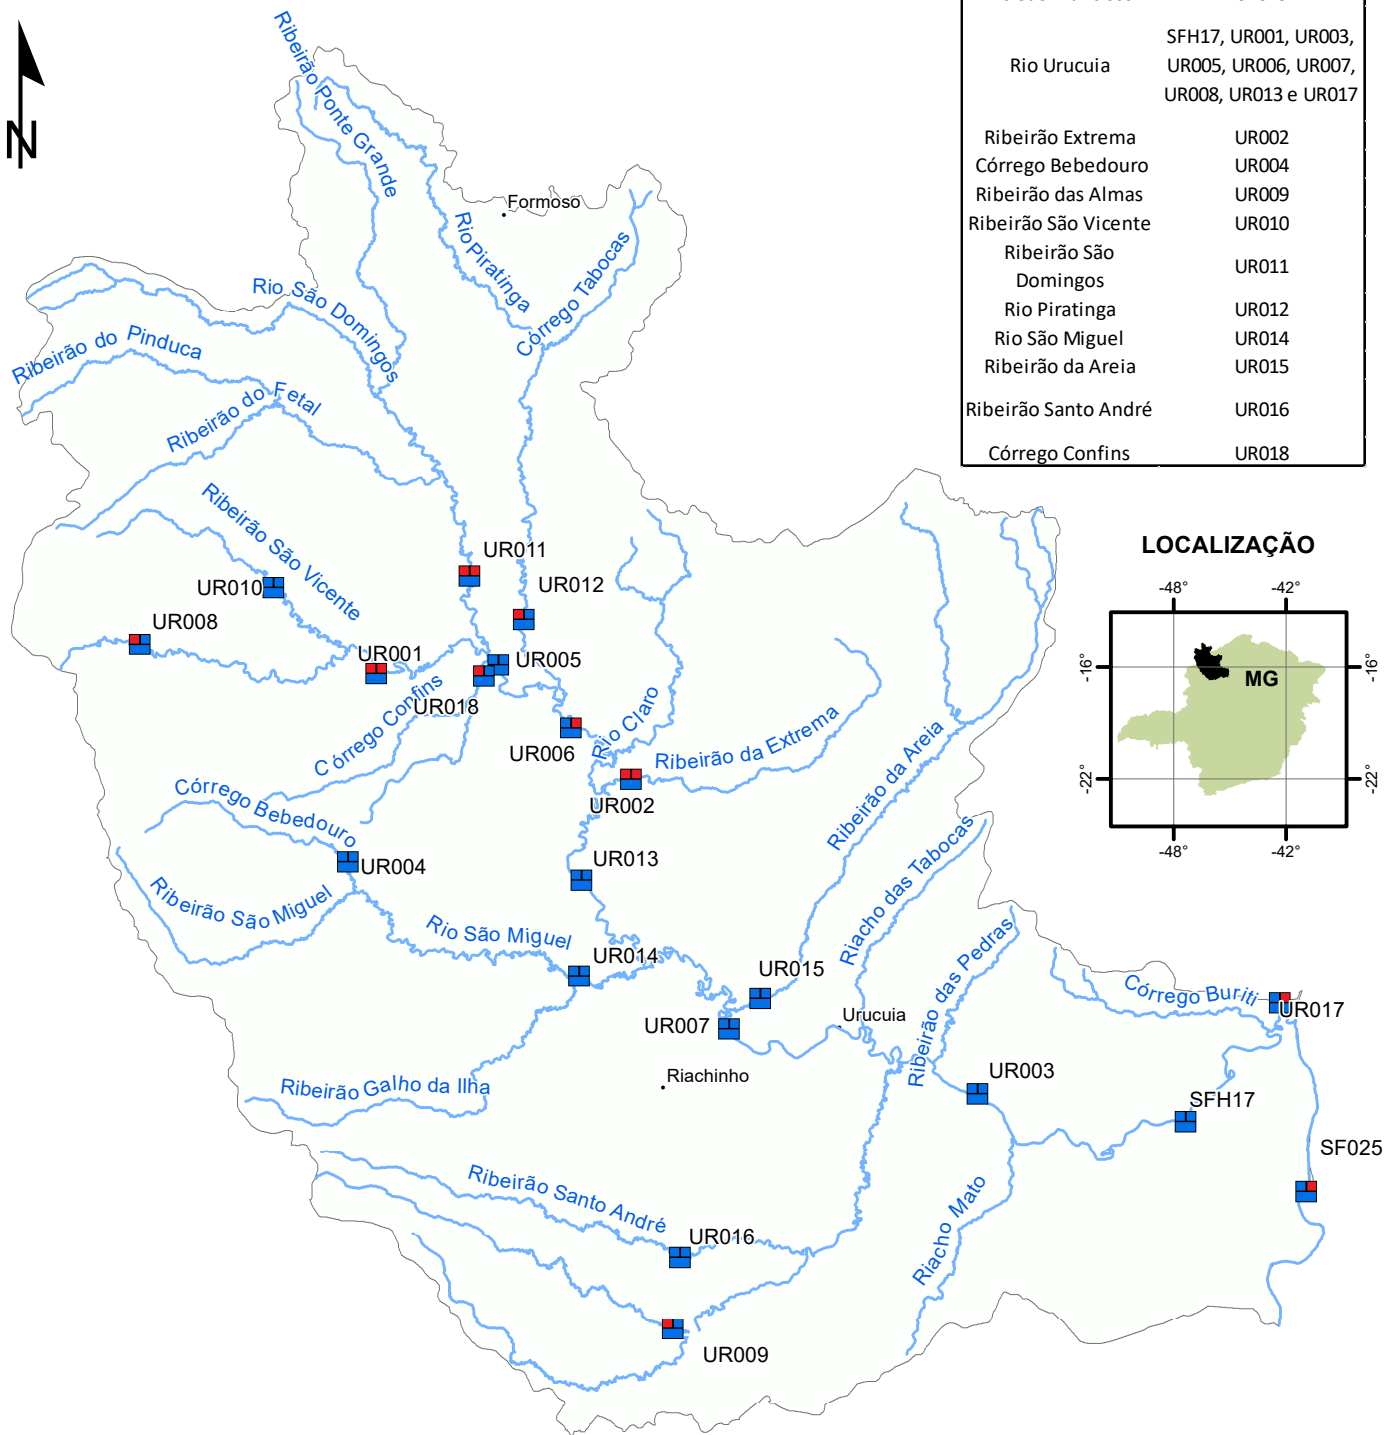 SFH17, UR001, UR003,
Rio Urucuia
UR005, UR006, UR007,
UR008, UR013 e UR017
Ribeirão Extrema UR002
Córrego Bebedouro UR004
Ribeirão das Almas UR009
Ribeirão São Vicente UR010
Ribeirão São
Domingos
UR011
Rio Piratinga UR012
Rio São Miguel UR014
Ribeirão da Areia UR015
Ribeirão Santo André UR016
Córrego Confins UR018
N
Ribeirão Ponte Grande
Formoso
Rio Piratinga
Córrego Tabocas
Rio São Domingos
Ribeirão do Pinduca
Ribeirão do Fetal
Ribeirão São Vicente
UR011
UR010
UR012
UR008
UR001
UR005
UR018
Córrego Confins
UR006
Rio Claro
Ribeirão da Extrema
UR002
Córrego Bebedouro
UR004
UR013
Ribeirão da Areia
Riacho das Tabocas
Ribeirão São Miguel
Rio São Miguel
UR014
UR015
UR007
Urucuia
Ribeirão das Pedras
Córrego Buriti
UR017
Riachinho
Ribeirão Galho da Ilha
UR003
SFH17
SF025
Ribeirão Santo André
UR016
Riacho Mato
UR009
LOCALIZAÇÃO
-48° -42°
-16° -16°
MG
-22° -22°
-48° -42°